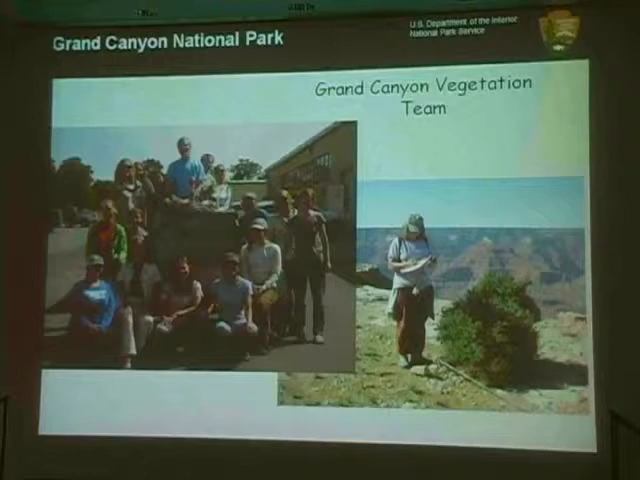 Grand Canyon National Park
U.S. Department of the Interior
National Park Service
Grand Canyon Vegetation
Team